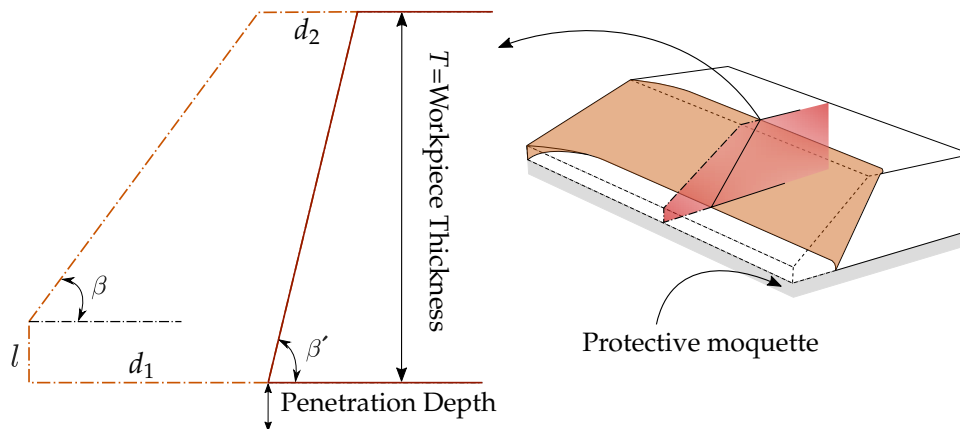 d₂
T=Workpiece Thickness
β
l
d₁
β′
Penetration Depth
Protective moquette